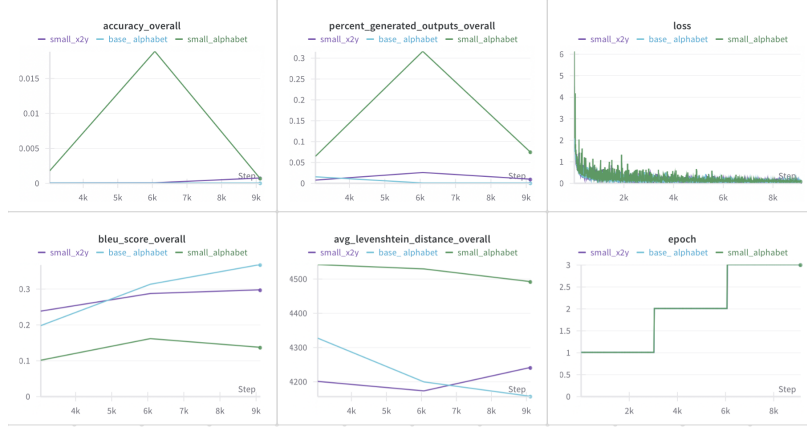 accuracy_overall
small_x2y base_ alphabet small_alphabet
0.015
0.01
0.005
0
Step
4k 5k 6k 7k 8k 9k
percent_generated_outputs_overall
small_x2y base_ alphabet small_alphabet
0.3
0.25
0.2
0.15
0.1
0.05
0
Step
4k 5k 6k 7k 8k 9k
loss
small_x2y base_ alphabet small_alphabet
6
5
4
3
2
1
0
Step
2k 4k 6k 8k
bleu_score_overall
small_x2y base_ alphabet small_alphabet
0.3
0.2
0.1
0
Step
4k 5k 6k 7k 8k 9k
avg_levenshtein_distance_overall
small_x2y base_ alphabet small_alphabet
4500
4400
4300
4200
Step
4k 5k 6k 7k 8k 9k
epoch
small_x2y base_ alphabet small_alphabet
3
2.5
2
1.5
1
0.5
0
Step
2k 4k 6k 8k